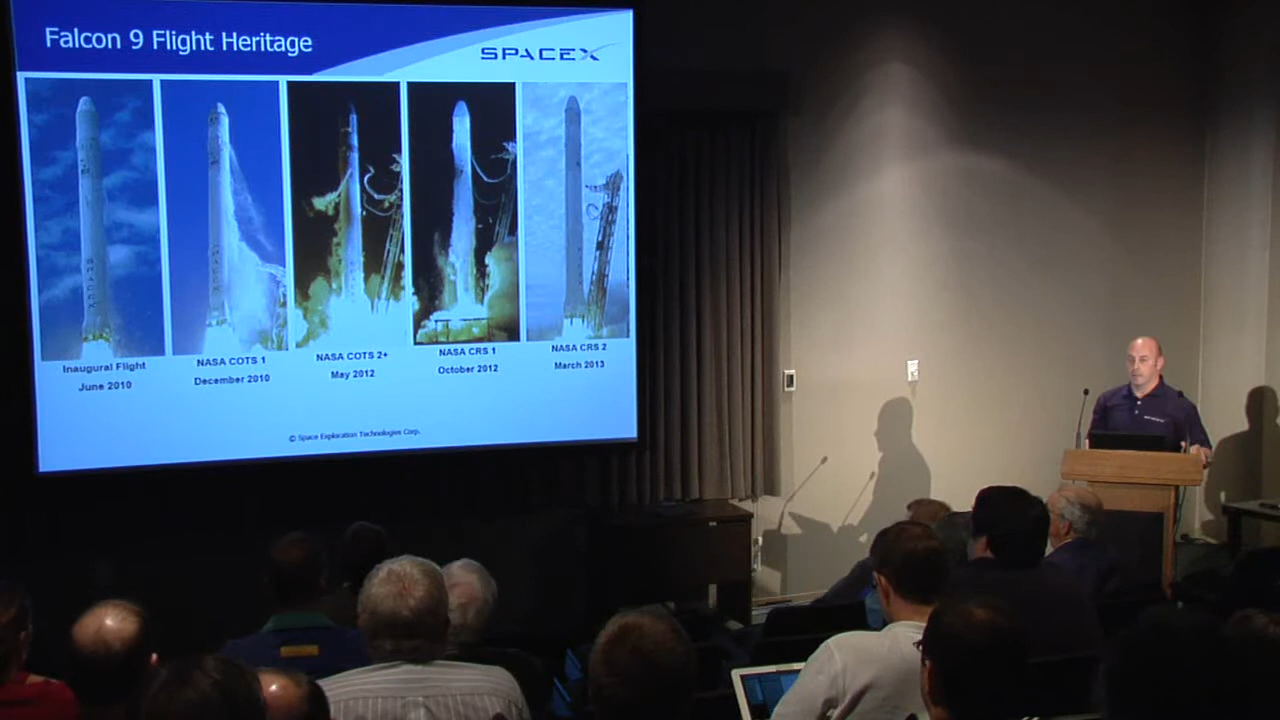 Falcon 9 Flight Heritage
SPACEX
Inaugural Flight
June 2010
NASA COTS 1
December 2010
NASA COTS 2+
May 2012
NASA CRS 1
October 2012
NASA CRS 2
March 2013
© Space Exploration Technologies Corp.